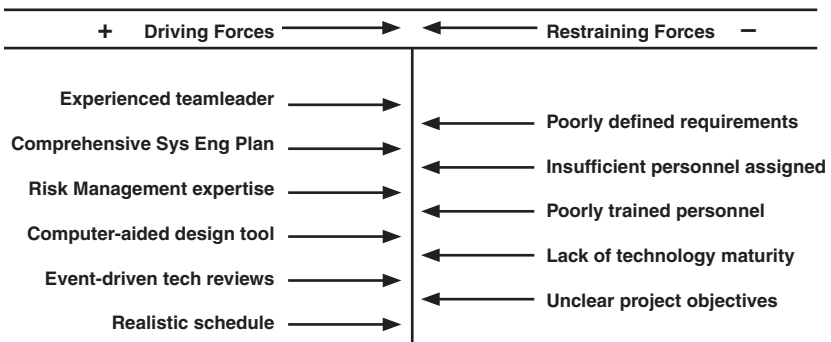 + Driving Forces
Restraining Forces −
Experienced teamleader
Comprehensive Sys Eng Plan
Risk Management expertise
Computer-aided design tool
Event-driven tech reviews
Realistic schedule
Poorly defined requirements
Insufficient personnel assigned
Poorly trained personnel
Lack of technology maturity
Unclear project objectives